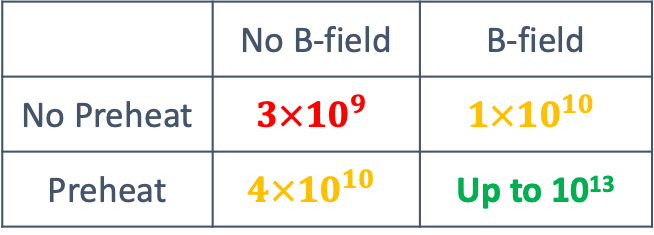 No B-field B-field
No Preheat 3×10⁹ 1×10¹⁰
Preheat 4×10¹⁰ Up to 10¹³